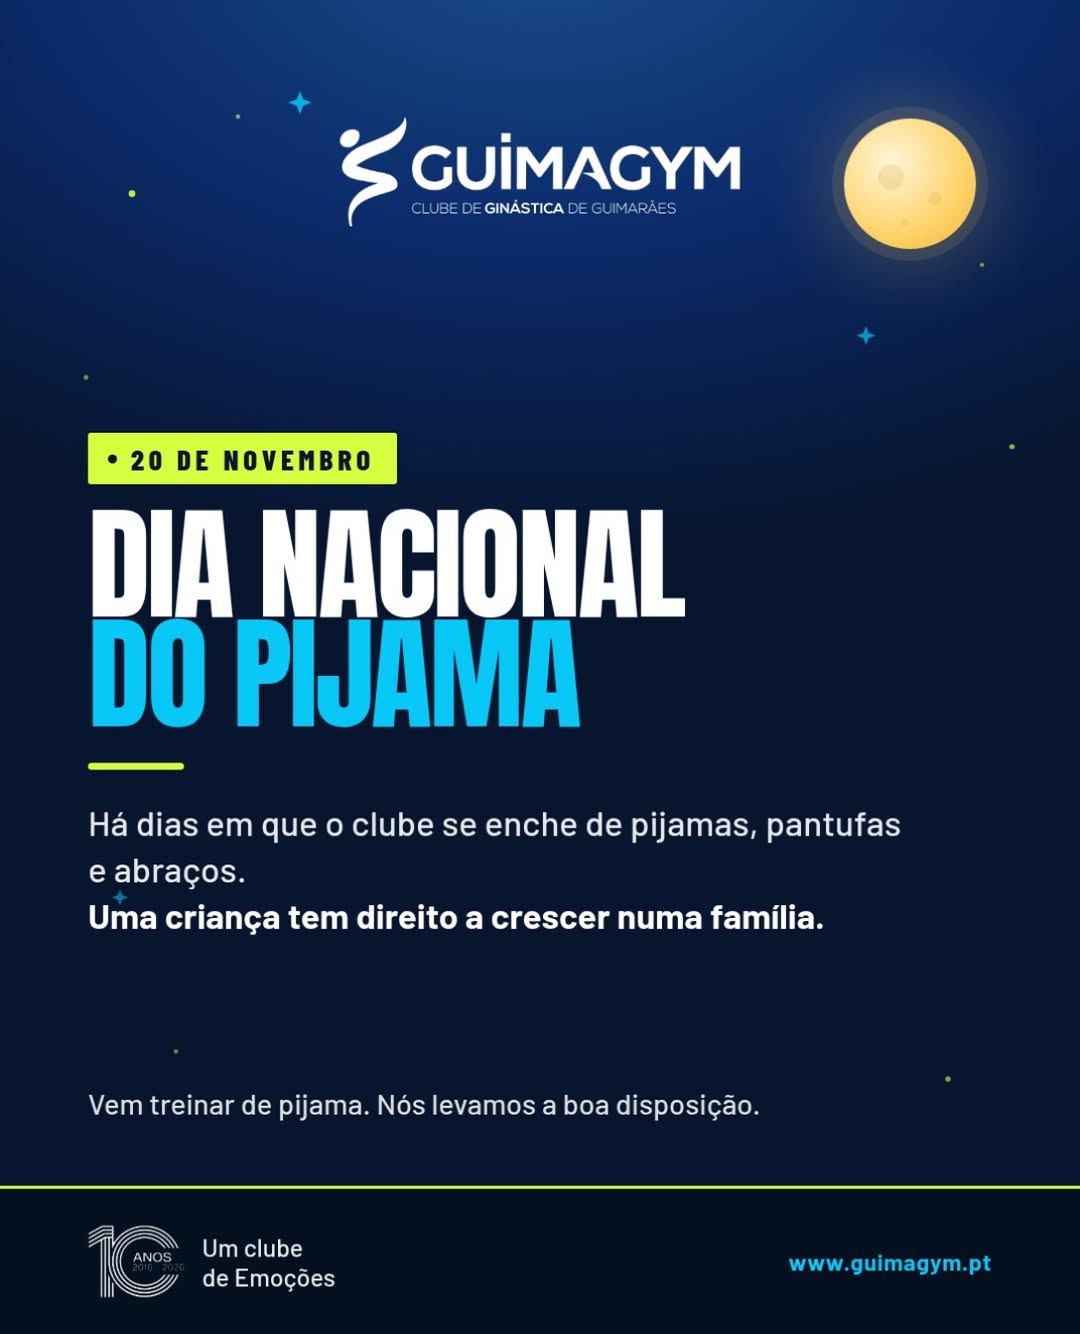 GUIMAGYM
CLUBE DE GINÁSTICA DE GUIMARÃES
• 20 DE NOVEMBRO
DIA NACIONAL
DO PIJAMA
Há dias em que o clube se enche de pijamas, pantufas
e abraços.
Uma criança tem direito a crescer numa família.
Vem treinar de pijama. Nós levamos a boa disposição.
10 ANOS
2016 2026
Um clube
de Emoções
www.guimagym.pt